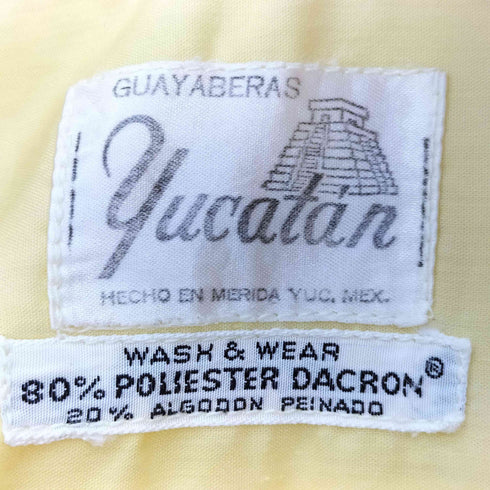 GUAYABERAS
Yucatán
HECHO EN MERIDA YUC. MEX.
WASH & WEAR
80% POLIESTER DACRON®
20% ALGODON PEINADO